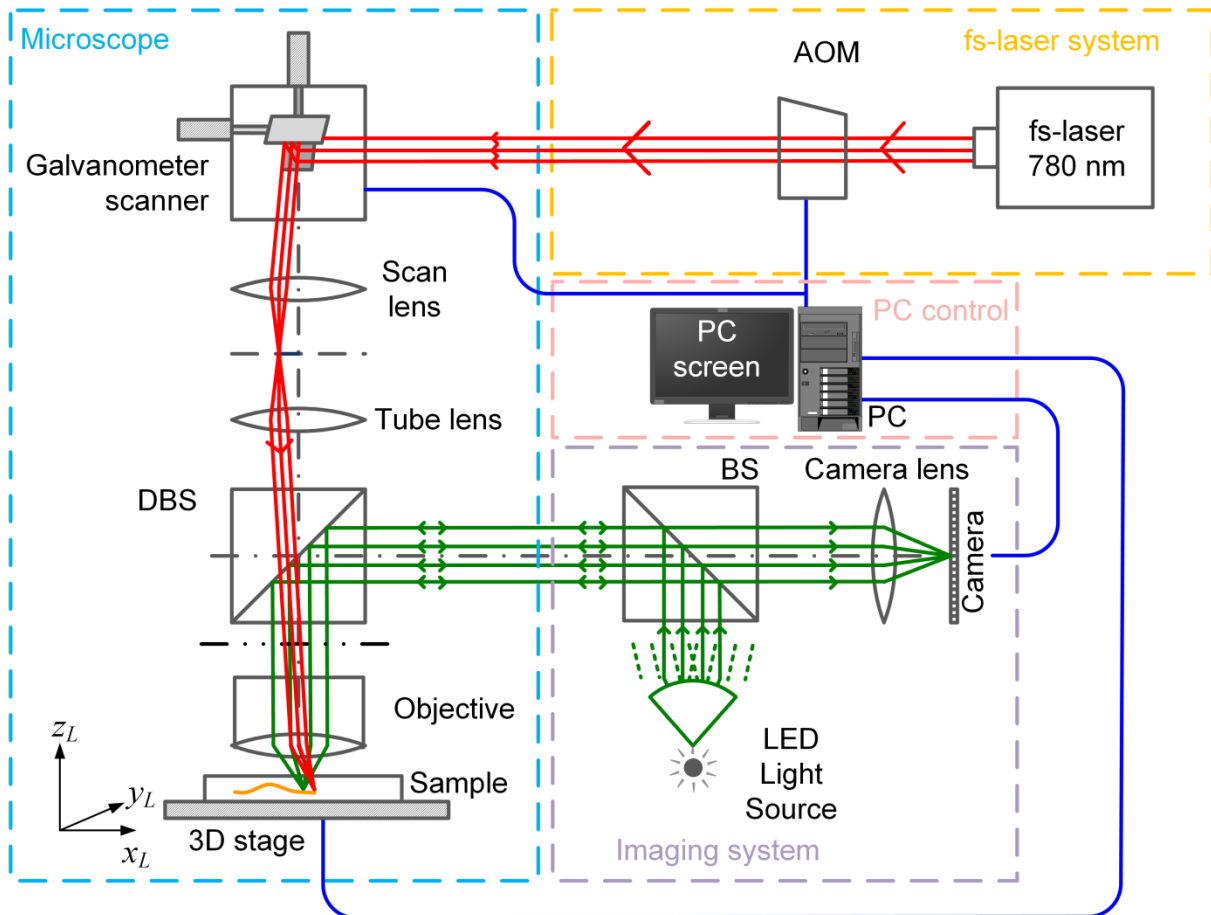 Microscope
fs-laser system
AOM
fs-laser
780 nm
Galvanometer
scanner
Scan
lens
PC control
PC
screen
PC
Tube lens
DBS
BS
Camera lens
Camera
Objective
Sample
z_L
y_L
x_L
3D stage
LED
Light
Source
Imaging system